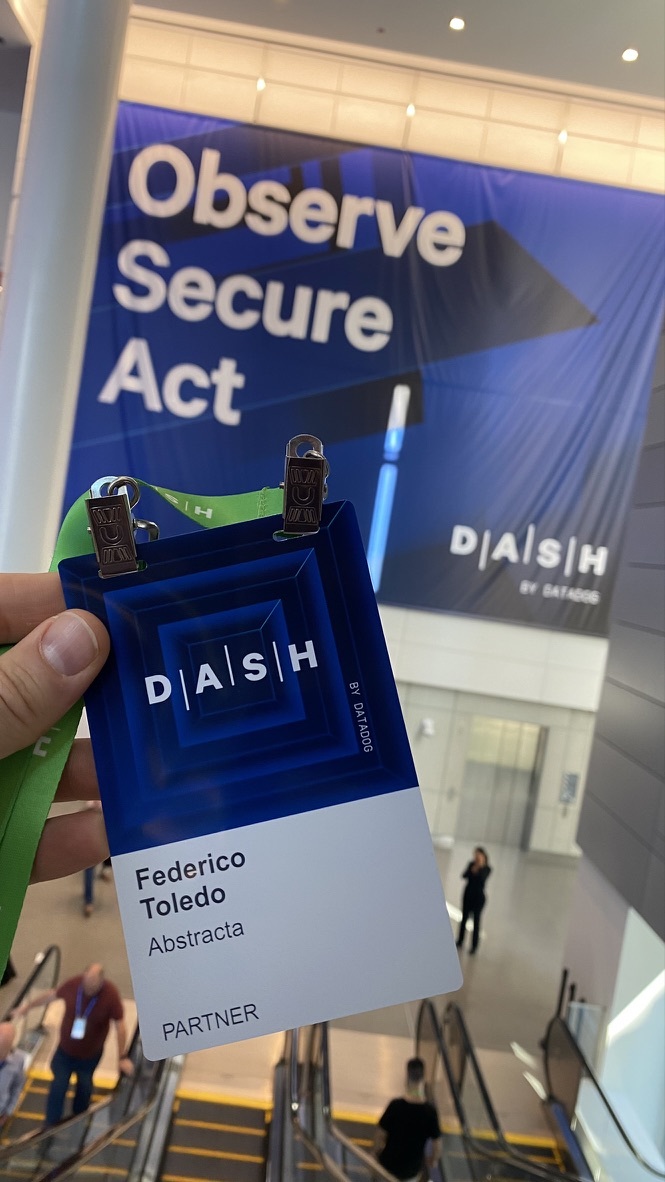 Observe
Secure
Act
D|A|S|H
BY DATADOG
S|H
D|A|S|H
BY DATADOG
Federico
Toledo
Abstracta
PARTNER